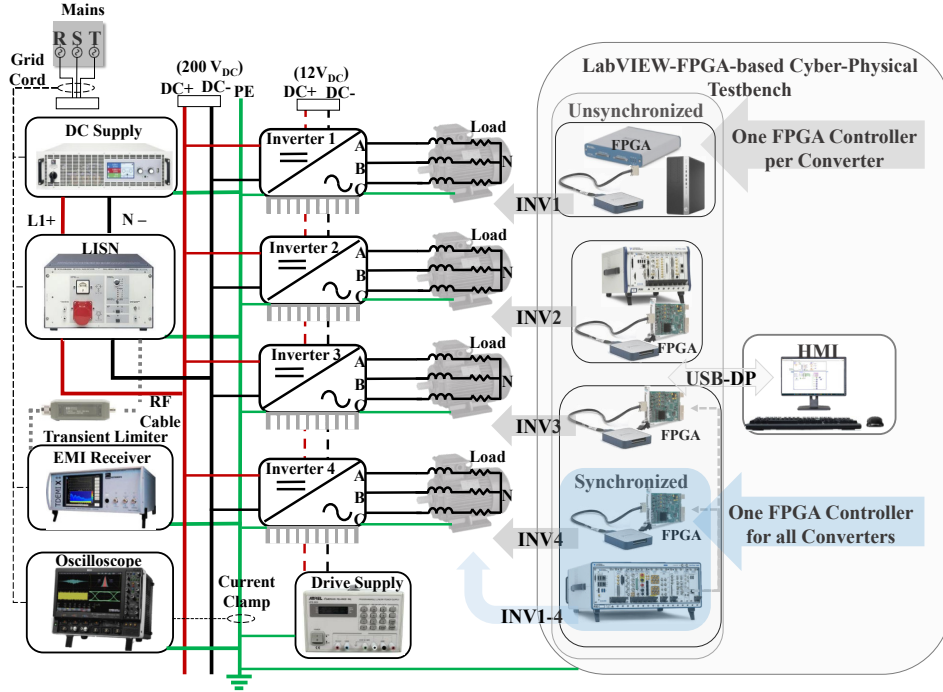 Mains
R S T
Grid
Cord
DC Supply
L1+
N –
LISN
RF
Cable
Transient Limiter
EMI Receiver
TDEMI X
Oscilloscope
(200 VDC)
DC+
DC-
PE
(12VDC)
DC+
DC-
Inverter 1
A
B
C
Load
N
Inverter 2
A
B
C
Load
N
Inverter 3
A
B
C
Load
N
Inverter 4
A
B
C
Load
N
Current
Clamp
Drive Supply
LabVIEW-FPGA-based Cyber-Physical
Testbench
Unsynchronized
FPGA
One FPGA Controller
per Converter
INV1
INV2
FPGA
USB-DP
HMI
INV3
FPGA
Synchronized
FPGA
One FPGA Controller
for all Converters
INV4
INV1-4